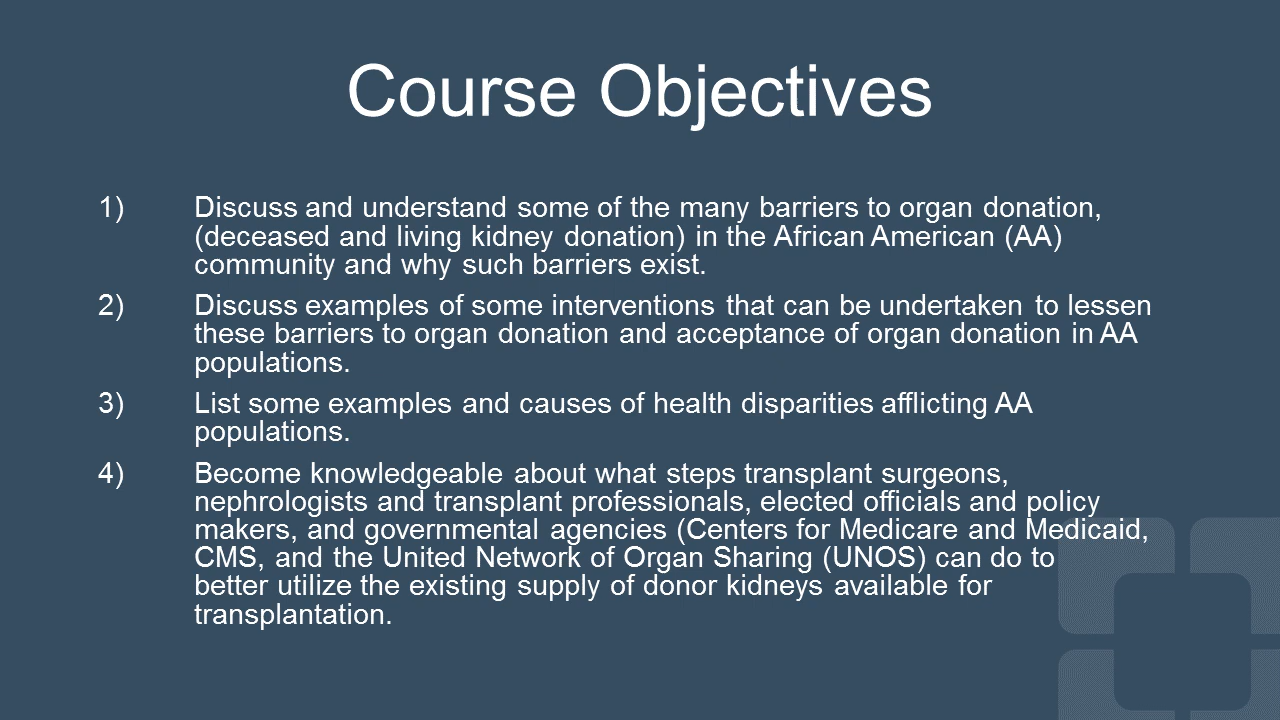 Course Objectives
1) Discuss and understand some of the many barriers to organ donation,
(deceased and living kidney donation) in the African American (AA)
community and why such barriers exist.
2) Discuss examples of some interventions that can be undertaken to lessen
these barriers to organ donation and acceptance of organ donation in AA
populations.
3) List some examples and causes of health disparities afflicting AA
populations.
4) Become knowledgeable about what steps transplant surgeons,
nephrologists and transplant professionals, elected officials and policy
makers, and governmental agencies (Centers for Medicare and Medicaid,
CMS, and the United Network of Organ Sharing (UNOS) can do to
better utilize the existing supply of donor kidneys available for
transplantation.